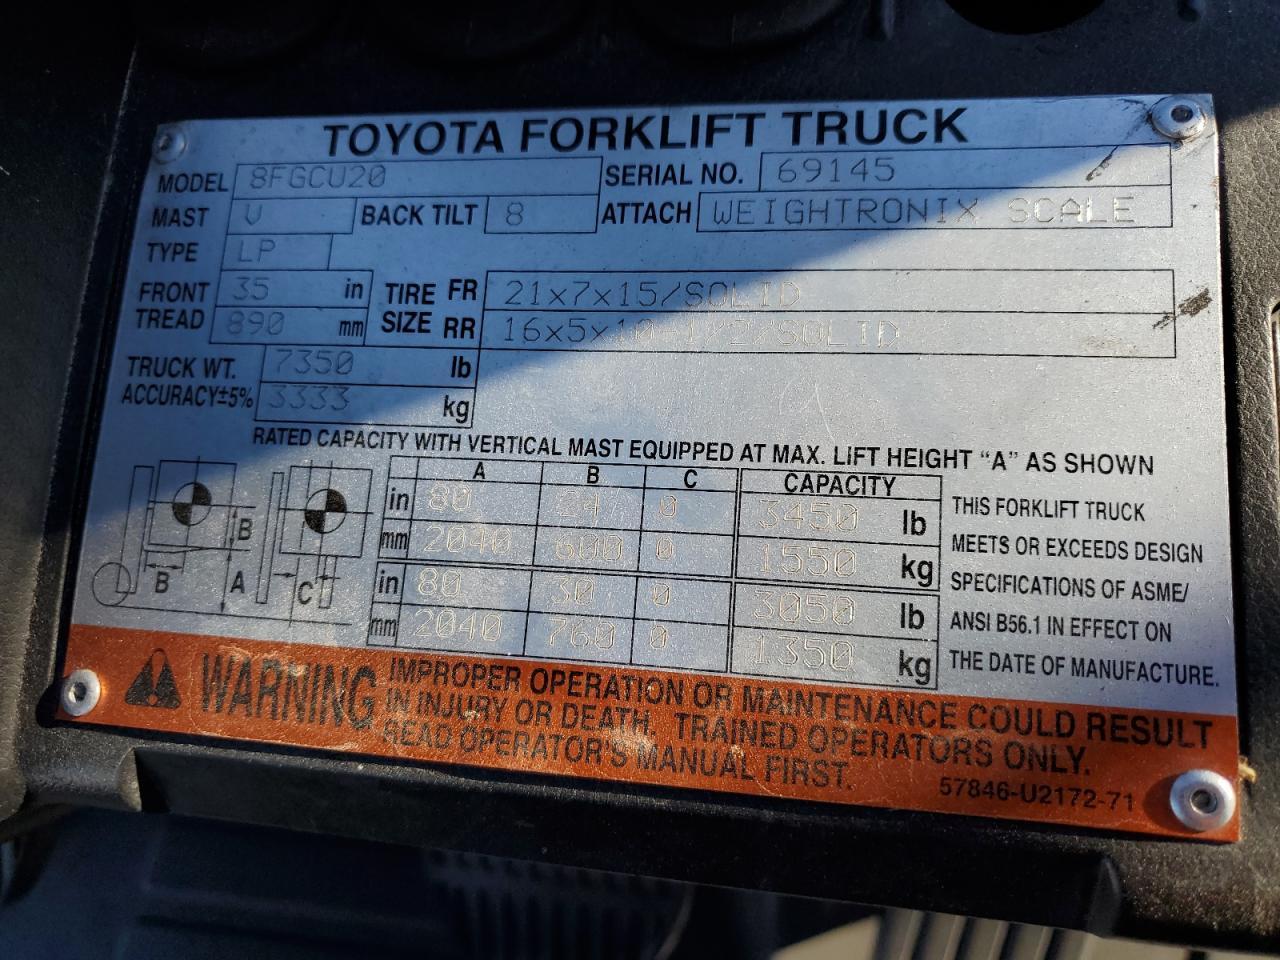 TOYOTA FORKLIFT TRUCK
MODEL 8FGCU20 SERIAL NO. 69145
MAST V BACK TILT 8 ATTACH WEIGHTRONIX SCALE
TYPE LP
FRONT TREAD 35 in TIRE SIZE FR 21x7x15/SOLID
890 mm RR 16x5x10 1/2/SOLID
TRUCK WT. 7350 lb
ACCURACY±5% 3333 kg
RATED CAPACITY WITH VERTICAL MAST EQUIPPED AT MAX. LIFT HEIGHT "A" AS SHOWN
A B C CAPACITY
in 80 24 0 3450 lb
mm 2040 600 0 1550 kg
in 80 30 0 3050 lb
mm 2040 760 0 1350 kg
B
B A C
THIS FORKLIFT TRUCK
MEETS OR EXCEEDS DESIGN
SPECIFICATIONS OF ASME/
ANSI B56.1 IN EFFECT ON
THE DATE OF MANUFACTURE.
WARNING
IMPROPER OPERATION OR MAINTENANCE COULD RESULT
IN INJURY OR DEATH. TRAINED OPERATORS ONLY.
READ OPERATOR'S MANUAL FIRST.
57846-U2172-71